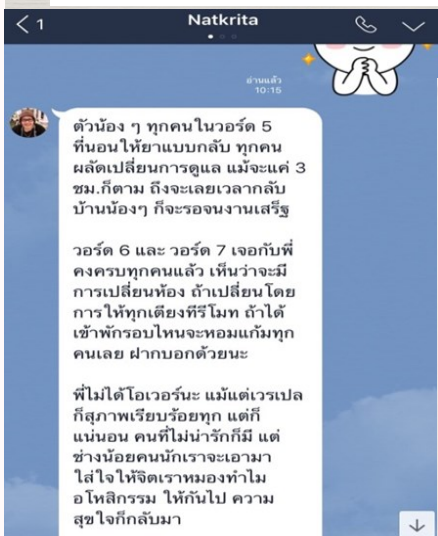 < 1
Natkrita
อ่านแล้ว
10:15
ตัวน้อง ๆ ทุกคนในวอร์ด 5
ที่นอนให้ยาแบบกลับ ทุกคน
ผลัดเปลี่ยนการดูแล แม้จะแค่ 3
ชม.ก็ตาม ถึงจะเลยเวลากลับ
บ้านน้องๆ ก็จะรอจนงานเสร็ฐ
วอร์ด 6 และ วอร์ด 7 เจอกับพี่
คงครบทุกคนแล้ว เห็นว่าจะมี
การเปลี่ยนห้อง ถ้าเปลี่ยนโดย
การให้ทุกเตียงทีรีโมท ถ้าได้
เข้าพักรอบไหนจะหอมแก้มทุก
คนเลย ฝากบอกด้วยนะ
พี่ไม่ได้โอเวอร์นะ แม้แต่เวรเปล
ก็สุภาพเรียบร้อยทุก แต่ก็
แน่นอน คนที่ไม่น่ารักก็มี แต่
ช่างน้อยคนนักเราจะเอามา
ใส่ใจให้จิตเราหมองทำไม
อโหสิกรรม ให้กันไป ความ
สุขใจก็กลับมา